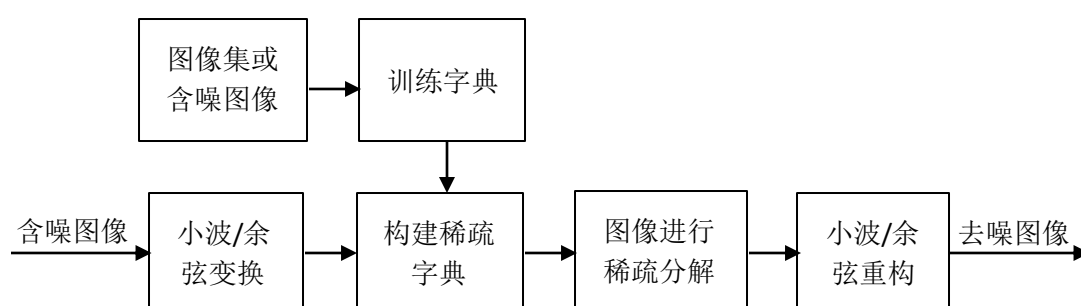 图像集或
含噪图像
训练字典
含噪图像
小波/余
弦变换
构建稀疏
字典
图像进行
稀疏分解
小波/余
弦重构
去噪图像